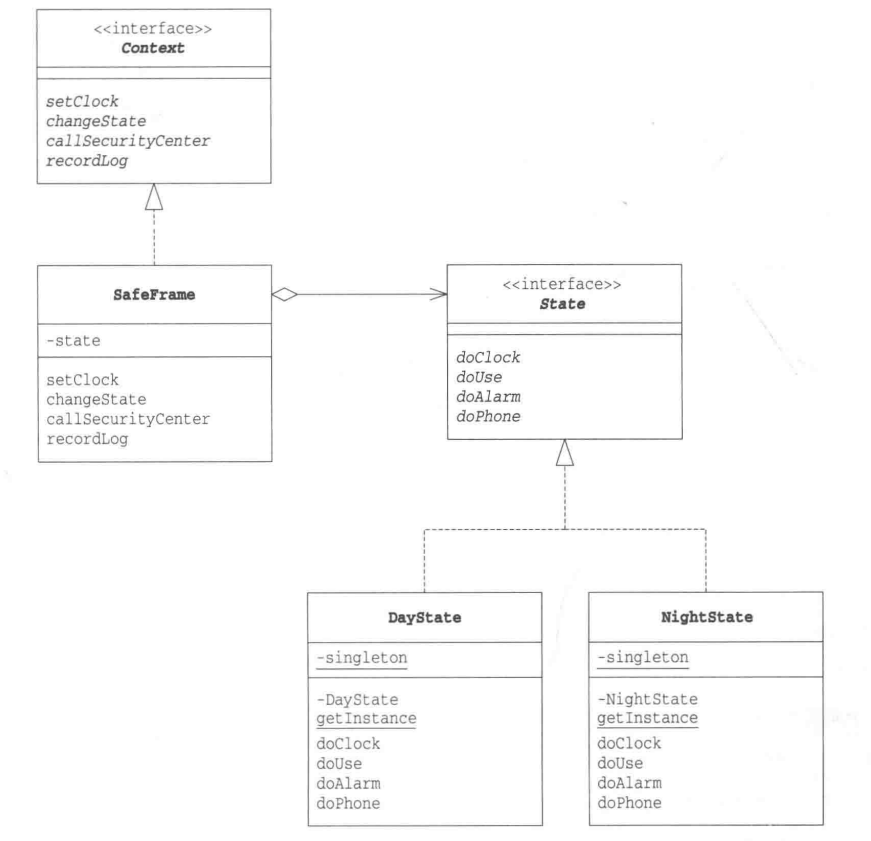 <<interface>>
Context
setClock
changeState
callSecurityCenter
recordLog
SafeFrame
-state
setClock
changeState
callSecurityCenter
recordLog
<<interface>>
State
doClock
doUse
doAlarm
doPhone
DayState
-singleton
-DayState
getInstance
doClock
doUse
doAlarm
doPhone
NightState
-singleton
-NightState
getInstance
doClock
doUse
doAlarm
doPhone